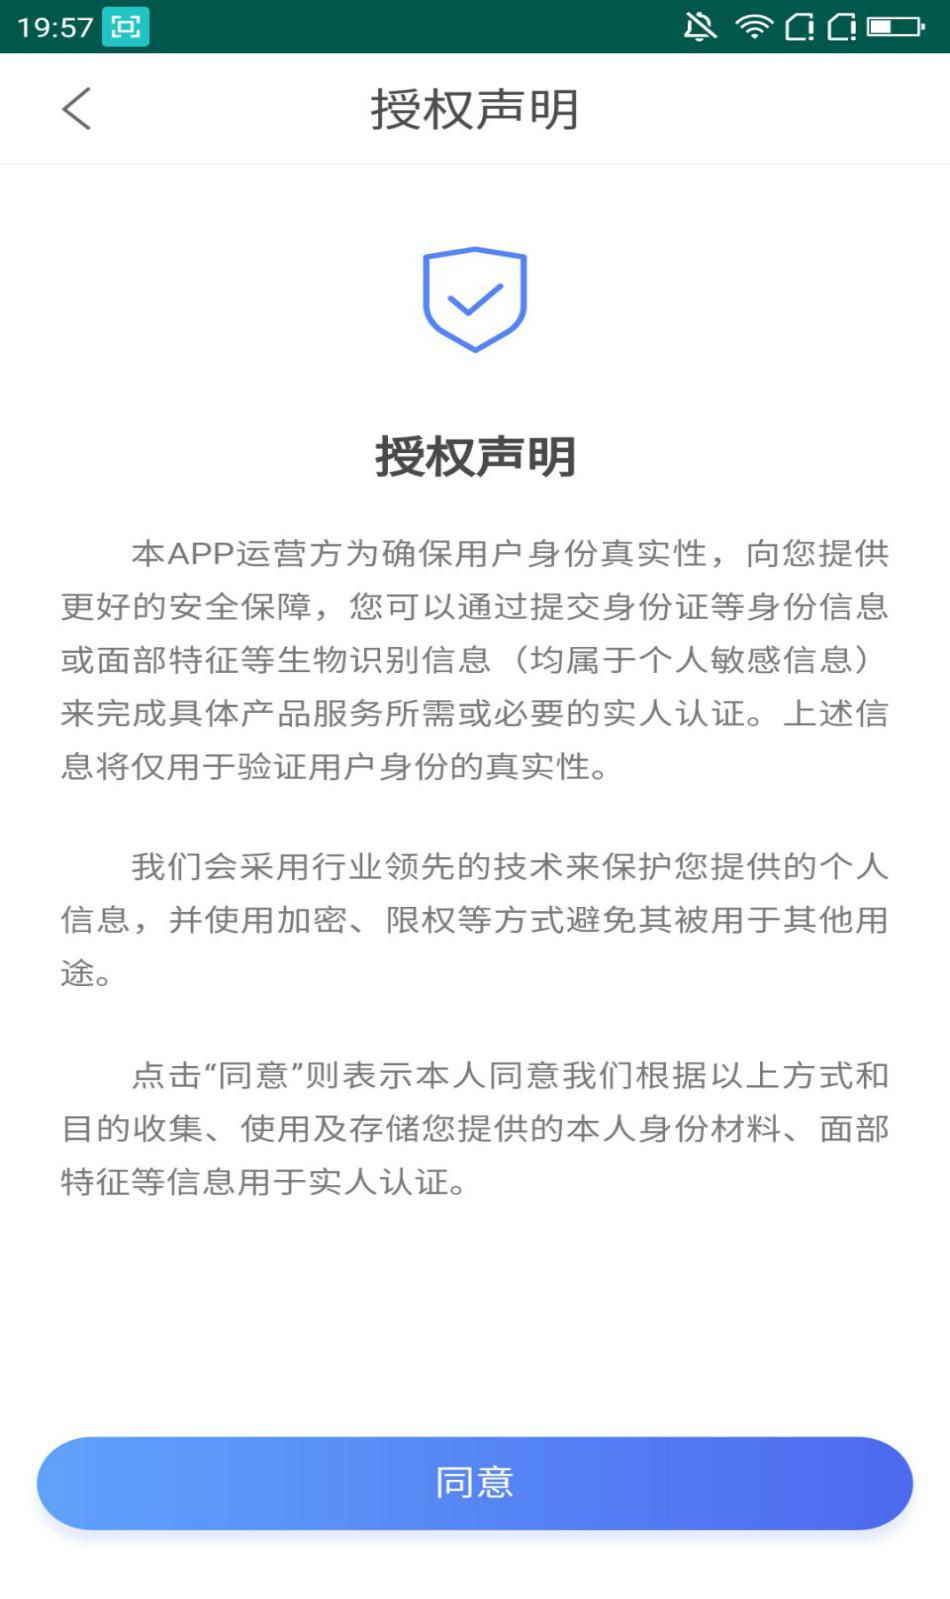 19:57
授权声明
授权声明
本APP运营方为确保用户身份真实性，向您提供
更好的安全保障，您可以通过提交身份证等身份信息
或面部特征等生物识别信息（均属于个人敏感信息）
来完成具体产品服务所需或必要的实人认证。上述信
息将仅用于验证用户身份的真实性。
我们会采用行业领先的技术来保护您提供的个人
信息，并使用加密、限权等方式避免其被用于其他用
途。
点击“同意”则表示本人同意我们根据以上方式和
目的收集、使用及存储您提供的本人身份材料、面部
特征等信息用于实人认证。
同意